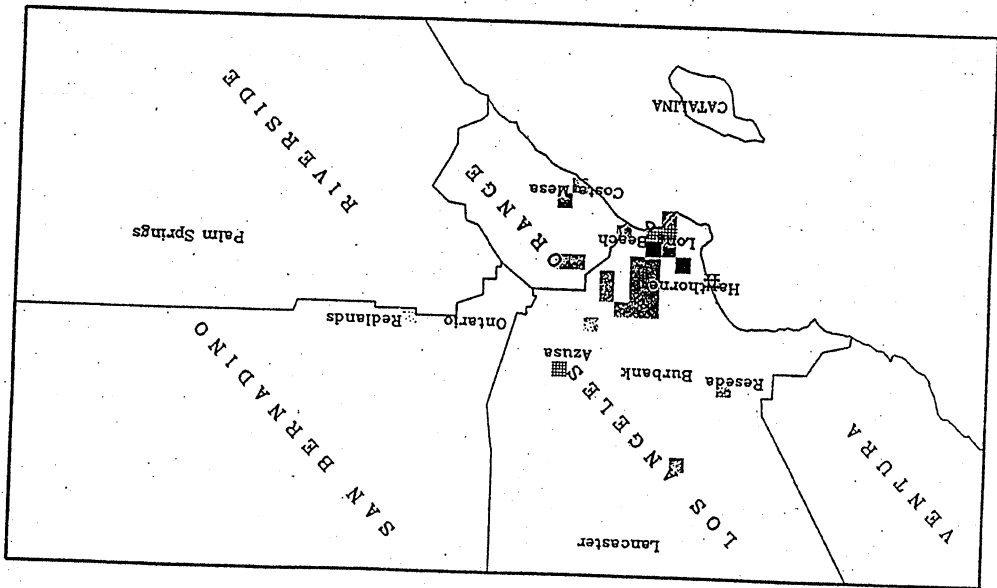 Lancaster
VENTURA
LOS ANGELES
SAN BERNADINO
Reseda
Burbank
Azusa
Ontario
Redlands
Hawthorne
Long Beach
ORANGE
Costa Mesa
Palm Springs
RIVERSIDE
CATALINA